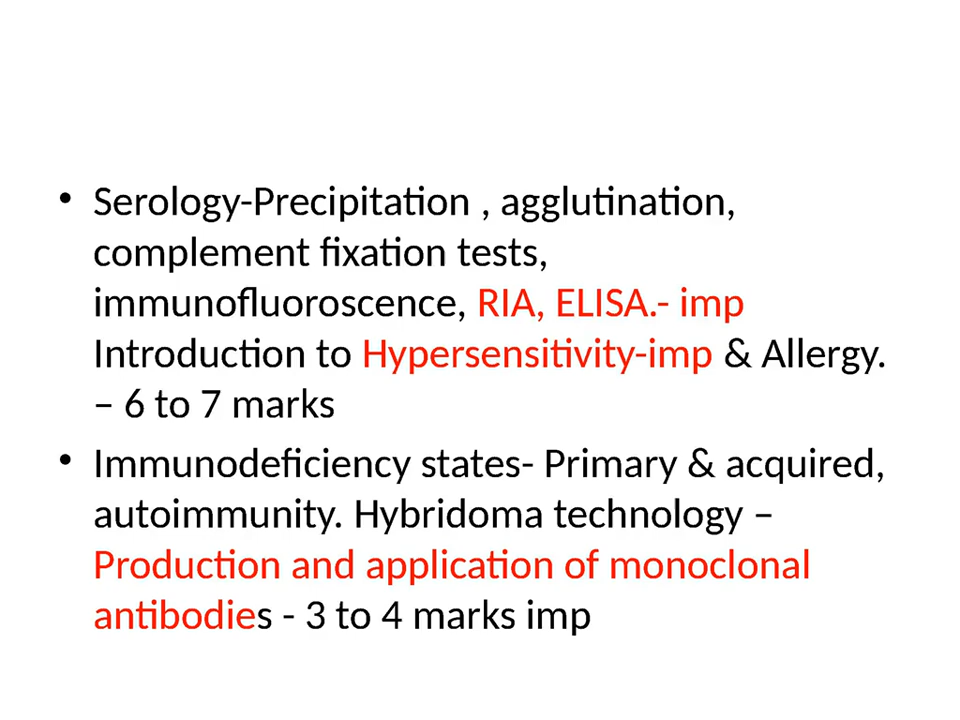 • Serology-Precipitation , agglutination,
complement fixation tests,
immunofluoroscence, RIA, ELISA.- imp
Introduction to Hypersensitivity-imp & Allergy.
– 6 to 7 marks
• Immunodeficiency states- Primary & acquired,
autoimmunity. Hybridoma technology –
Production and application of monoclonal
antibodies - 3 to 4 marks imp